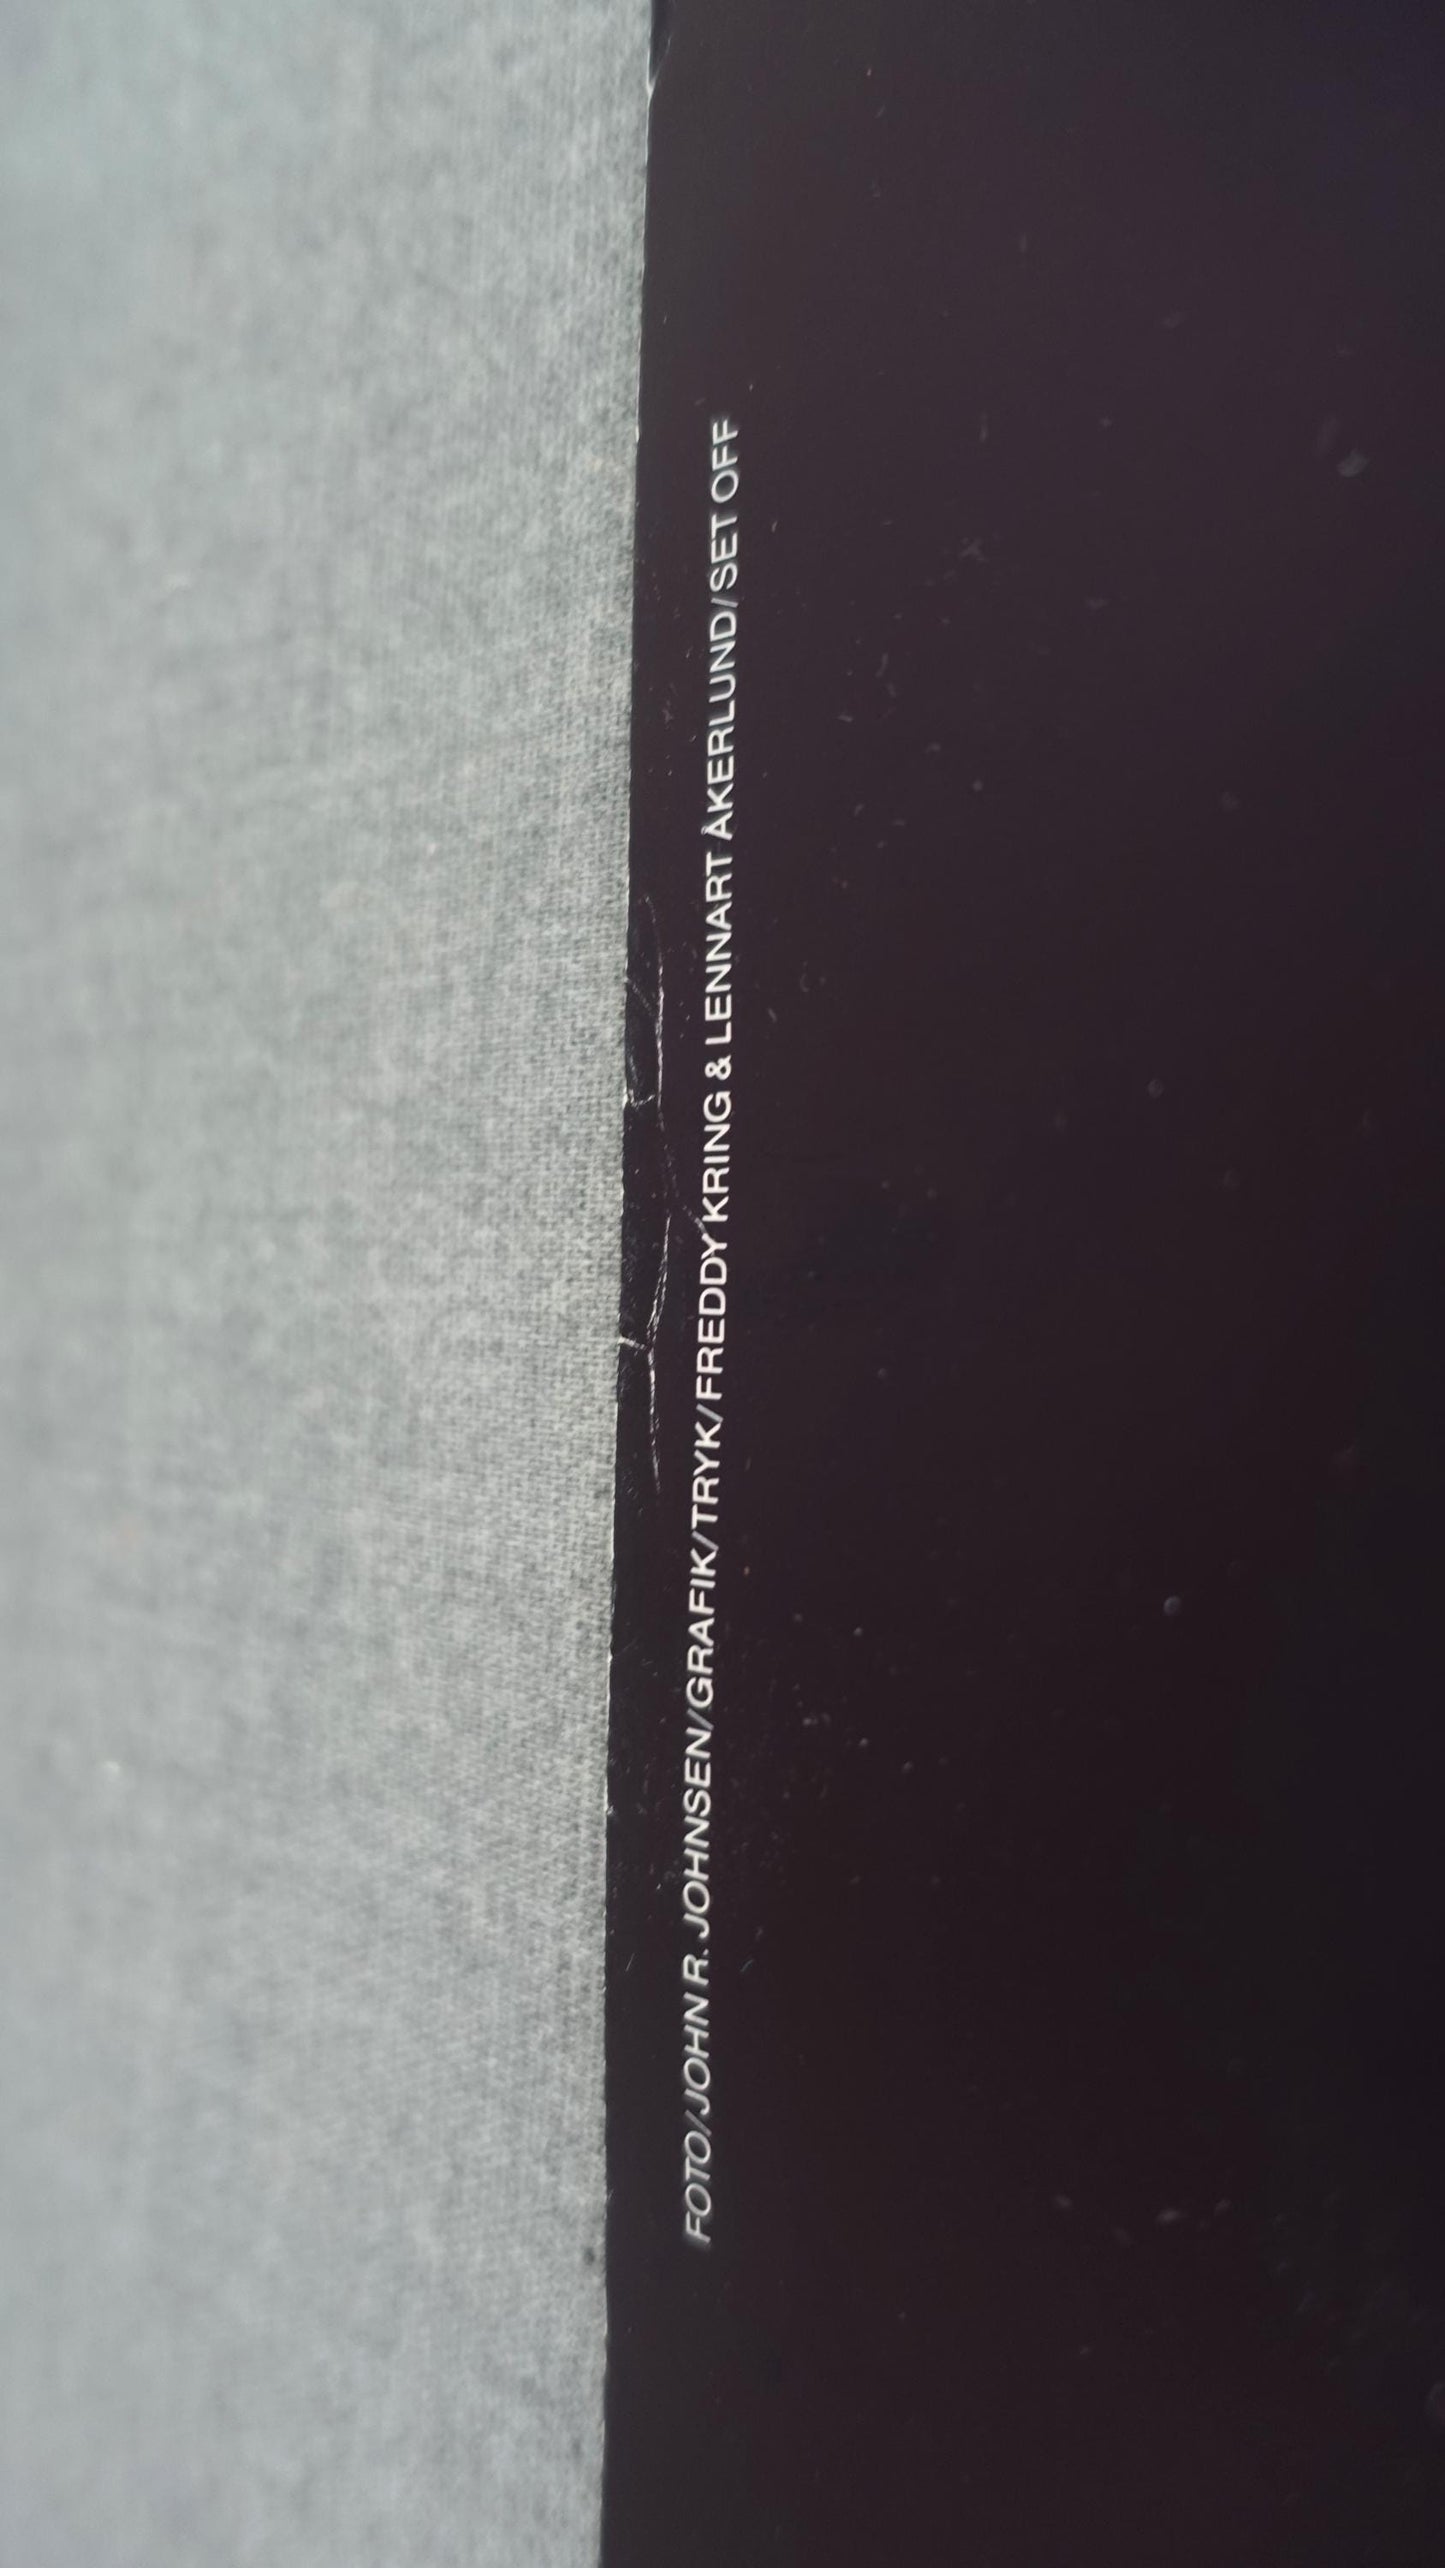 FOTO/JOHN R. JOHNSEN/GRAFIK/TRYK/FREDDY KRING & LENNART ÅKERLUND/SET OFF